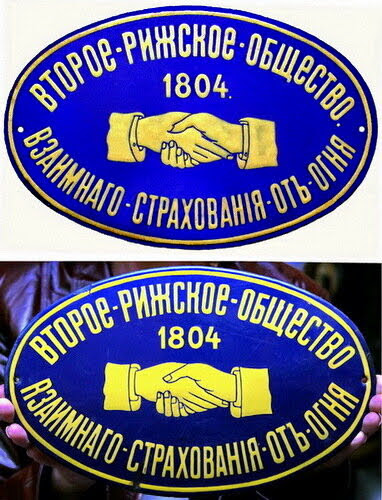 ВТОРОЕ-РИЖСКОЕ-ОБЩЕСТВО.
1804.
ВЗАИМНАГО-СТРАХОВАНІЯ-ОТЪ-ОГНЯ
ВТОРОЕ-РИЖСКОЕ-ОБЩЕСТВО
1804
ВЗАИМНАГО-СТРАХОВАНІЯ-ОТЪ-ОГНЯ